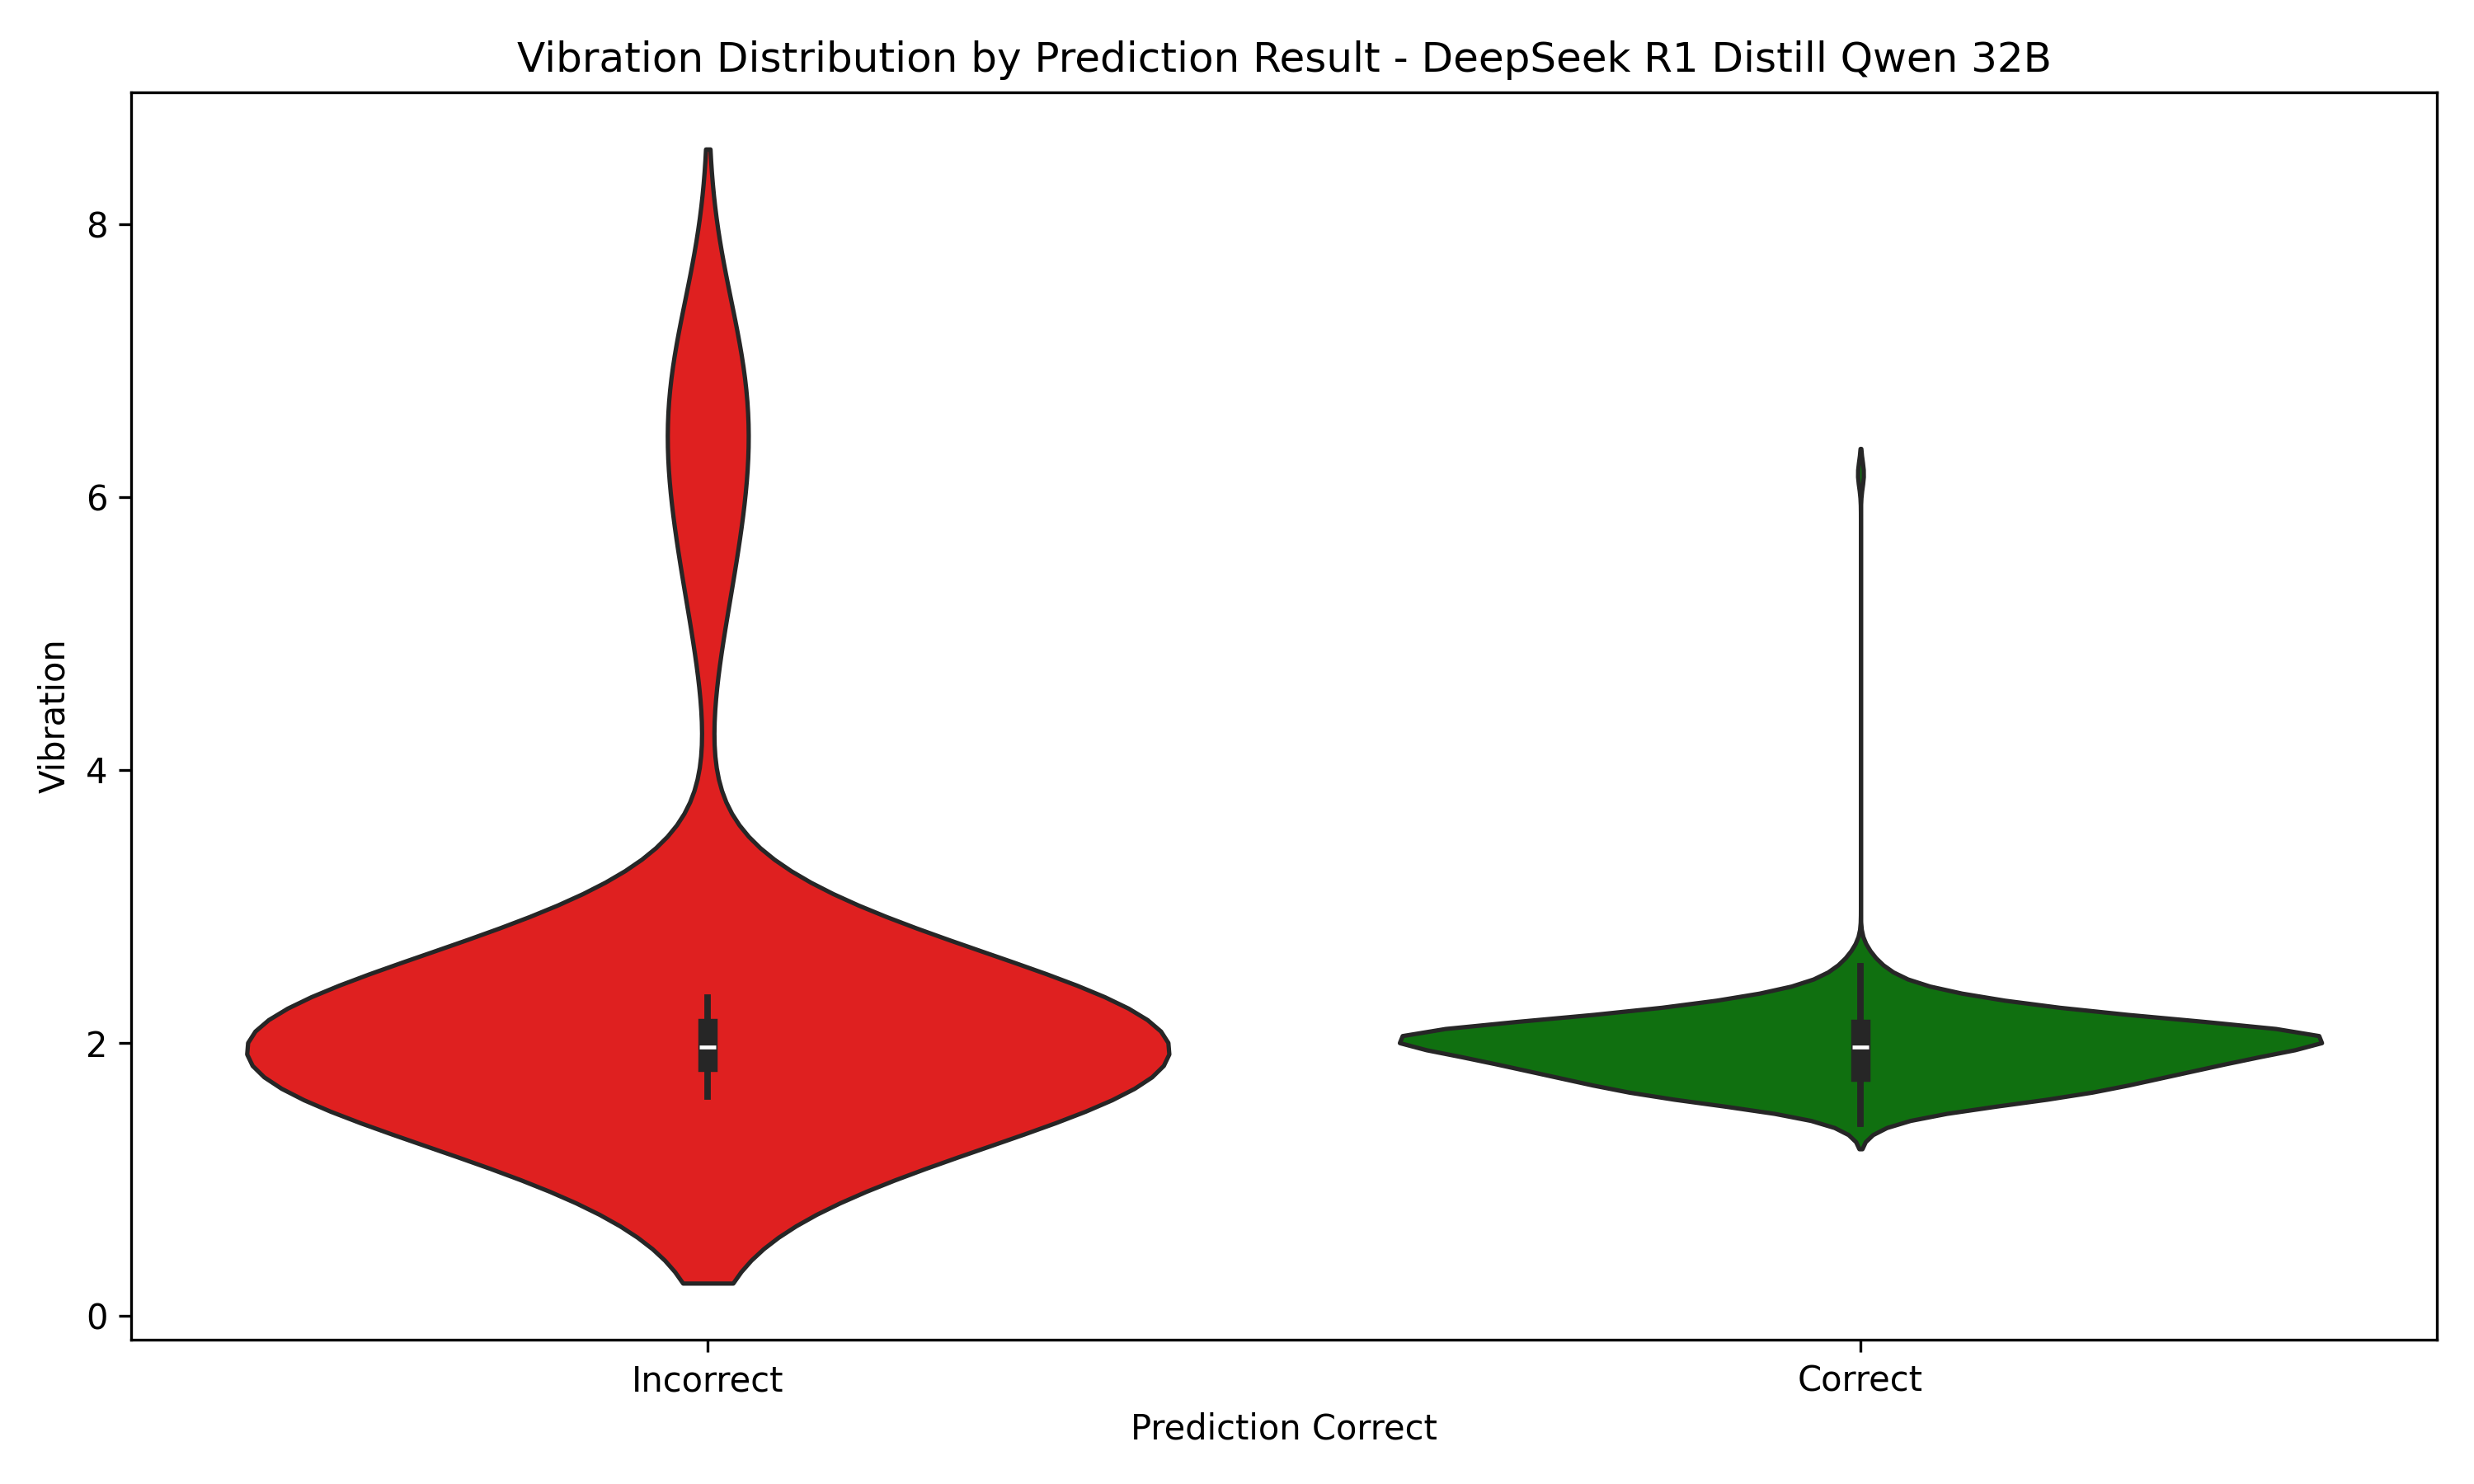 Vibration Distribution by Prediction Result - DeepSeek R1 Distill Qwen 32B
Vibration
8
6
4
2
0
Incorrect
Correct
Prediction Correct